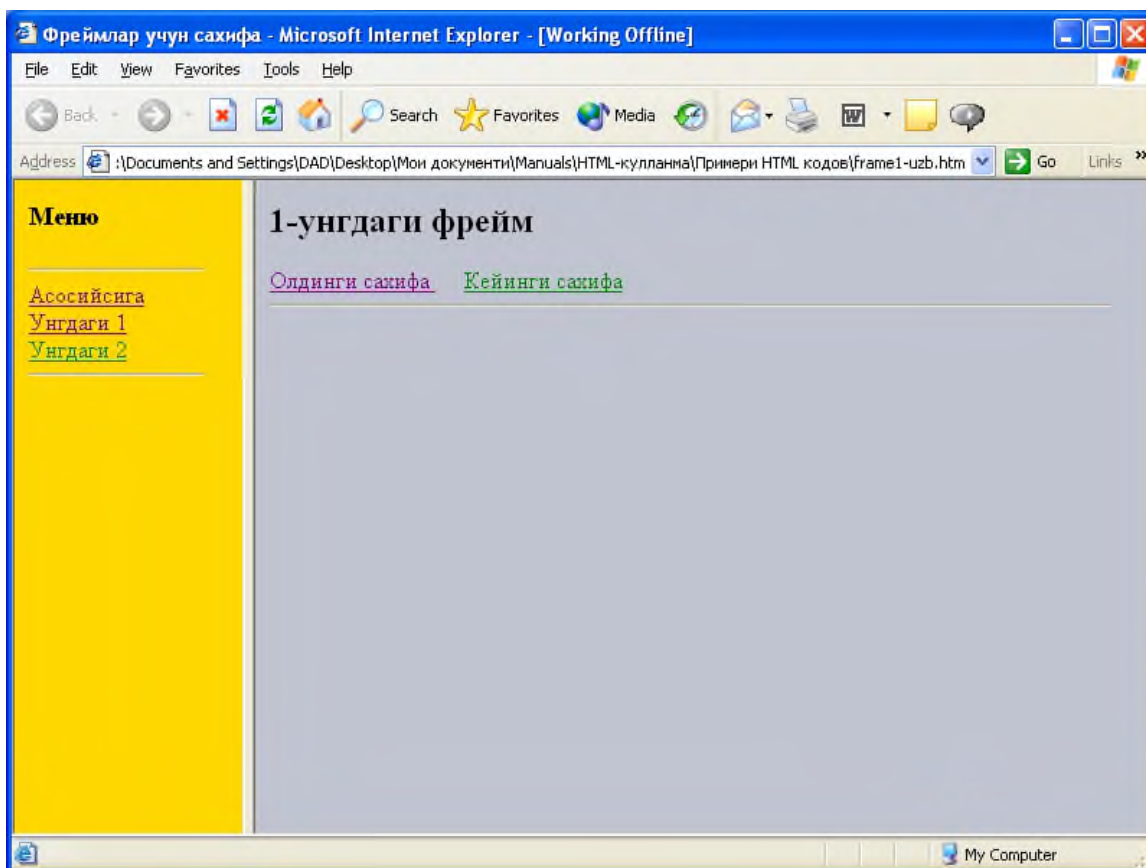 Фреймлар учун сахифа - Microsoft Internet Explorer - [Working Offline]
File Edit View Favorites Tools Help
Back Search Favorites Media
Address :\Documents and Settings\DAD\Desktop\Мои документи\Manuals\HTML-кулланма\Примери HTML кодов\frame1-uzb.htm Go Links »
Меню
Асосийсига
Унгдаги 1
Унгдаги 2
1-унгдаги фрейм
Олдинги сахифа Кейинги сахифа
My Computer